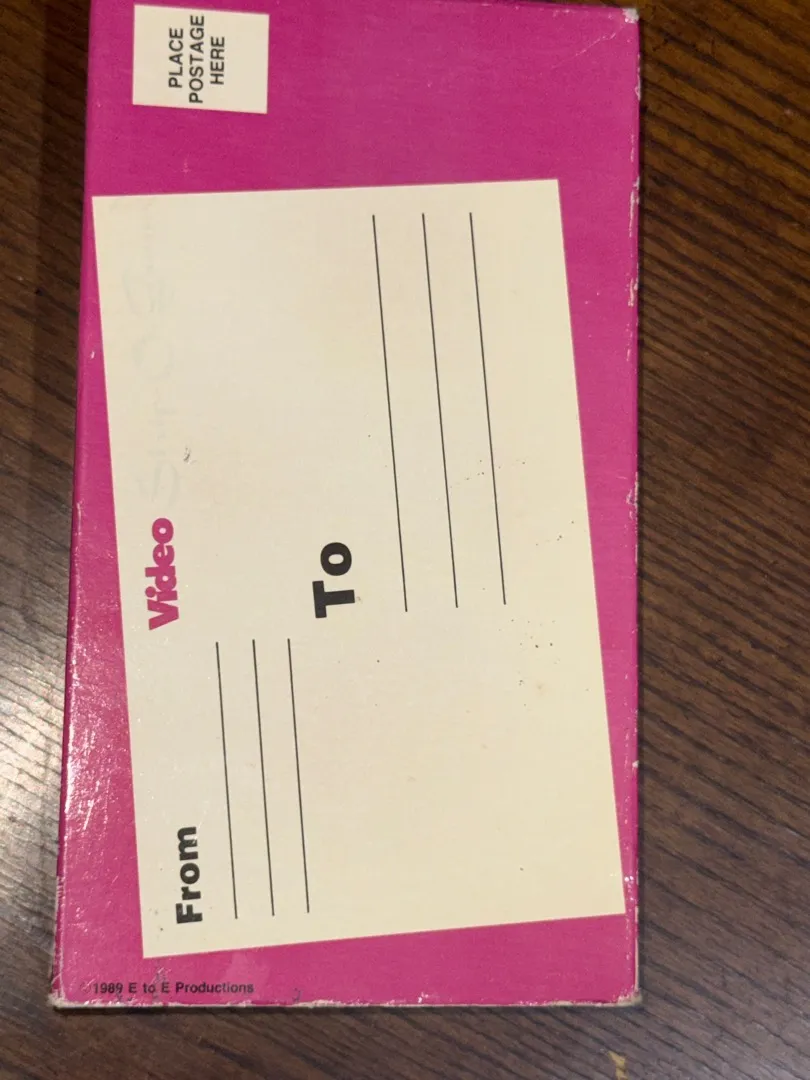 PLACE
POSTAGE
HERE
Video
From
To
©1989 E to E Productions